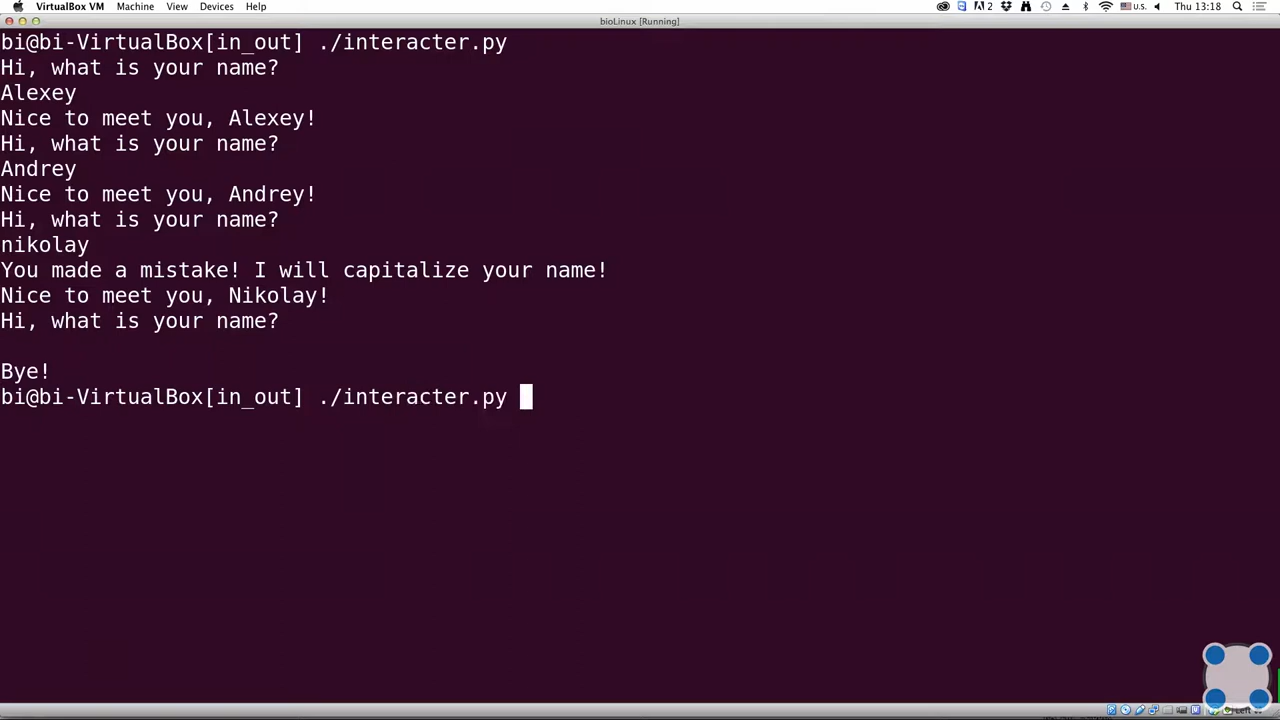 VirtualBox VM Machine View Devices Help 2 U.S. Thu 13:18
bioLinux [Running]
bi@bi-VirtualBox[in_out] ./interacter.py
Hi, what is your name?
Alexey
Nice to meet you, Alexey!
Hi, what is your name?
Andrey
Nice to meet you, Andrey!
Hi, what is your name?
nikolay
You made a mistake! I will capitalize your name!
Nice to meet you, Nikolay!
Hi, what is your name?
Bye!
bi@bi-VirtualBox[in_out] ./interacter.py
Left